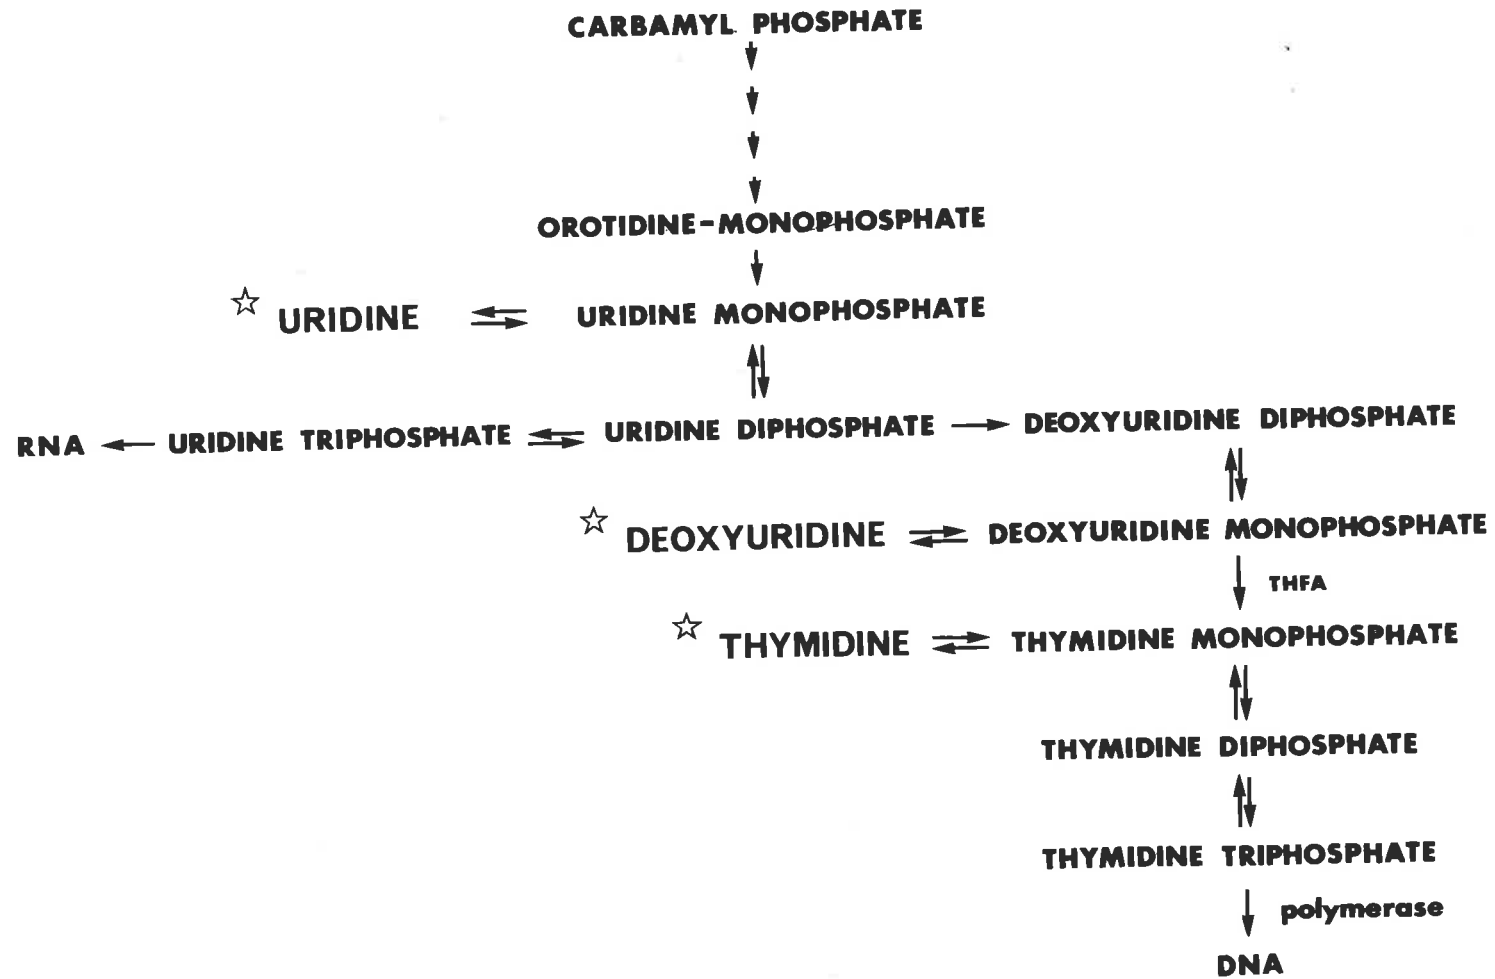 CARBAMYL PHOSPHATE
OROTIDINE-MONOPHOSPHATE
☆ URIDINE ⇌ URIDINE MONOPHOSPHATE
RNA ← URIDINE TRIPHOSPHATE ⇌ URIDINE DIPHOSPHATE → DEOXYURIDINE DIPHOSPHATE
☆ DEOXYURIDINE ⇌ DEOXYURIDINE MONOPHOSPHATE
THFA
☆ THYMIDINE ⇌ THYMIDINE MONOPHOSPHATE
THYMIDINE DIPHOSPHATE
THYMIDINE TRIPHOSPHATE
polymerase
DNA